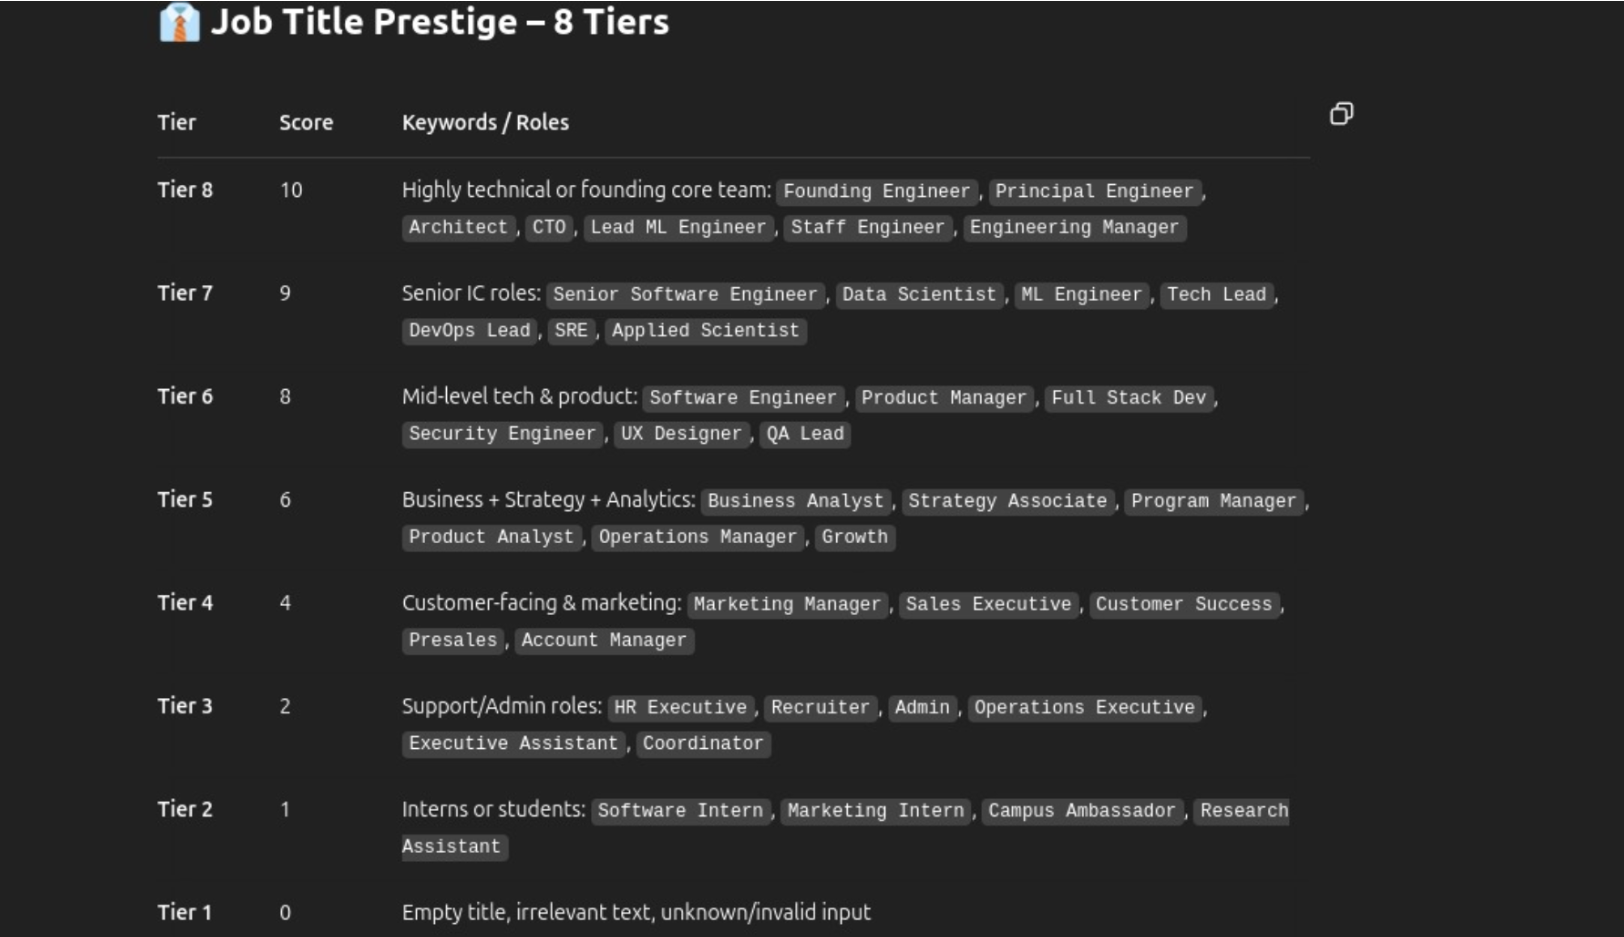 👔 Job Title Prestige – 8 Tiers
Tier Score Keywords / Roles
Tier 8 10 Highly technical or founding core team: Founding Engineer, Principal Engineer,
Architect, CTO, Lead ML Engineer, Staff Engineer, Engineering Manager
Tier 7 9 Senior IC roles: Senior Software Engineer, Data Scientist, ML Engineer, Tech Lead,
DevOps Lead, SRE, Applied Scientist
Tier 6 8 Mid-level tech & product: Software Engineer, Product Manager, Full Stack Dev,
Security Engineer, UX Designer, QA Lead
Tier 5 6 Business + Strategy + Analytics: Business Analyst, Strategy Associate, Program Manager,
Product Analyst, Operations Manager, Growth
Tier 4 4 Customer-facing & marketing: Marketing Manager, Sales Executive, Customer Success,
Presales, Account Manager
Tier 3 2 Support/Admin roles: HR Executive, Recruiter, Admin, Operations Executive,
Executive Assistant, Coordinator
Tier 2 1 Interns or students: Software Intern, Marketing Intern, Campus Ambassador, Research
Assistant
Tier 1 0 Empty title, irrelevant text, unknown/invalid input